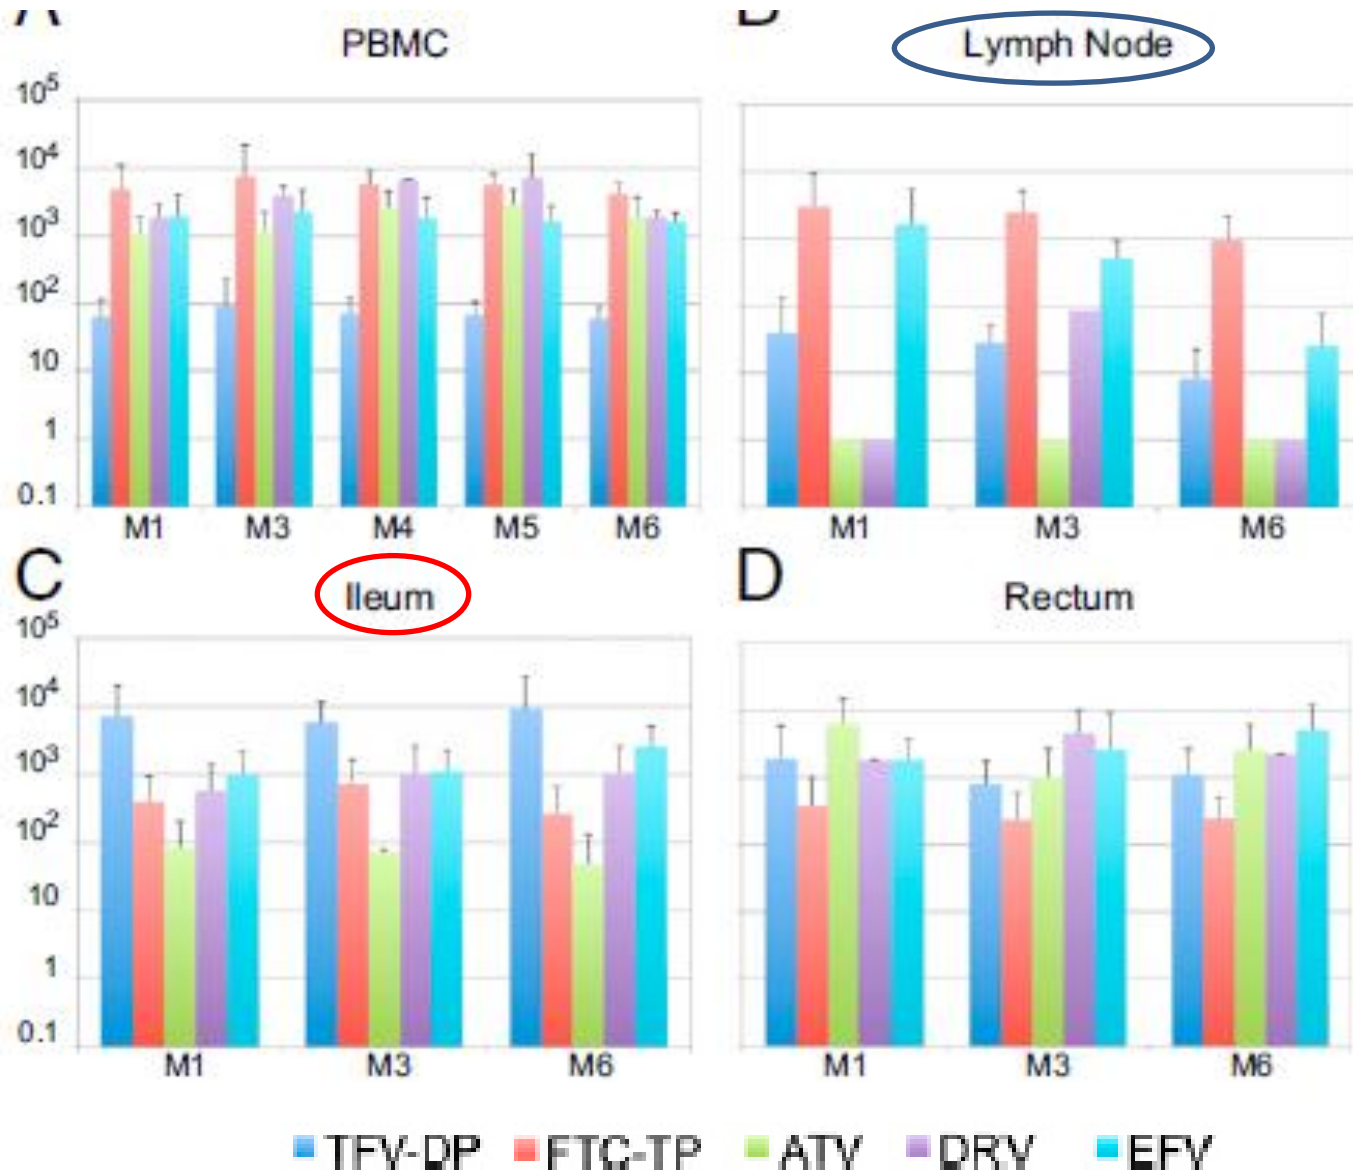 A
PBMC
B
Lymph Node
10⁵
10⁴
10³
10²
10
1
0.1
M1 M3 M4 M5 M6
M1 M3 M6
C
Ileum
D
Rectum
10⁵
10⁴
10³
10²
10
1
0.1
M1 M3 M6
M1 M3 M6
TFV-DP FTC-TP ATV DRV EFV